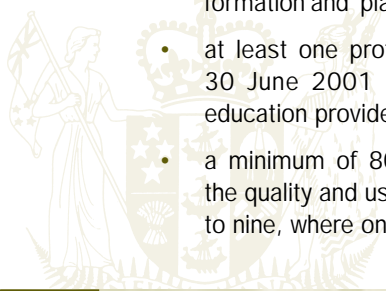 formation and pla
• at least one pro
30 June 2001
education provide
• a minimum of 80
the quality and us
to nine, where on